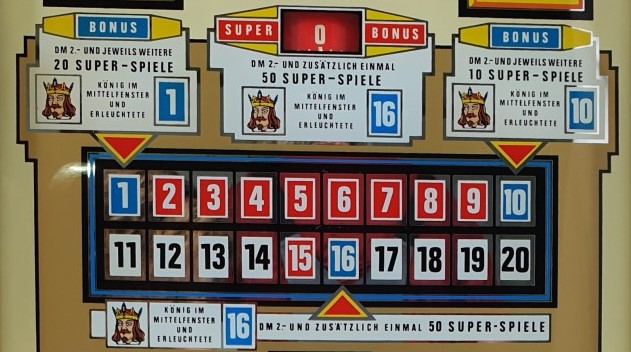 BONUS
DM 2.- UND JEWEILS WEITERE
20 SUPER-SPIELE
KÖNIG IM
MITTELFENSTER
UND
ERLEUCHTETE
1
SUPER 0 BONUS
DM 2.- UND ZUSÄTZLICH EINMAL
50 SUPER-SPIELE
KÖNIG IM
MITTELFENSTER
UND
ERLEUCHTETE
16
BONUS
DM 2.- UND JEWEILS WEITERE
10 SUPER-SPIELE
KÖNIG IM
MITTELFENSTER
UND
ERLEUCHTETE
10
1 2 3 4 5 6 7 8 9 10
11 12 13 14 15 16 17 18 19 20
KÖNIG IM
MITTELFENSTER
UND
ERLEUCHTETE
16
DM 2.- UND ZUSÄTZLICH EINMAL 50 SUPER-SPIELE